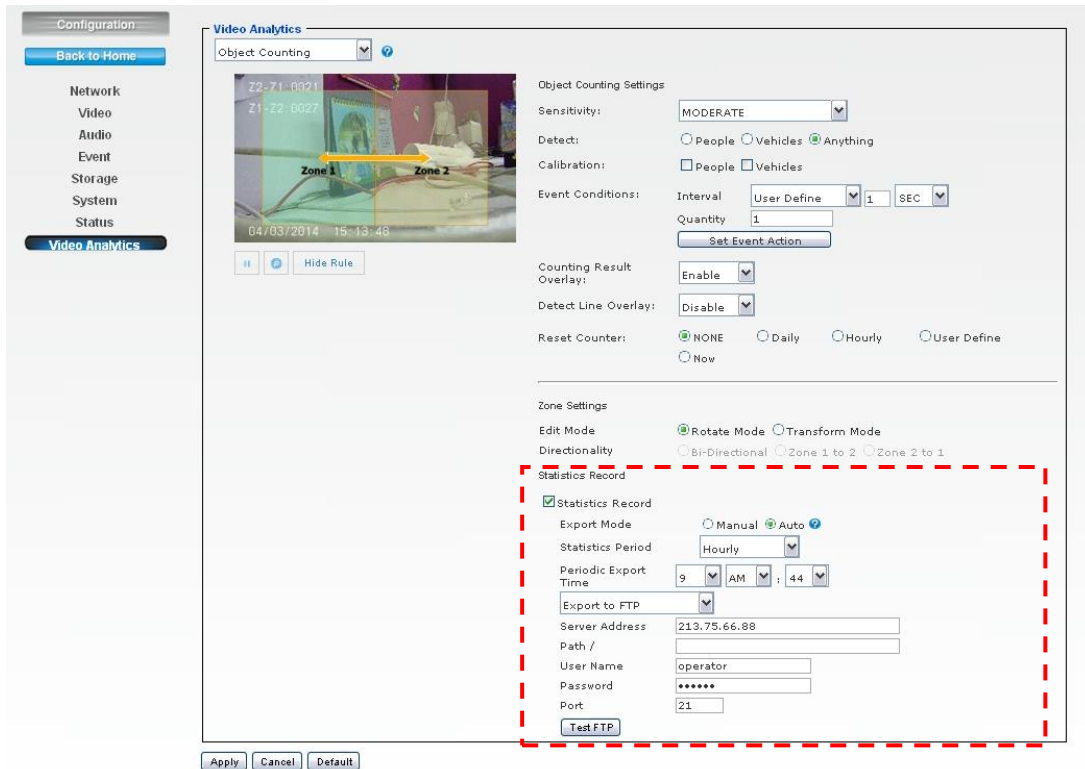 Configuration
Back to Home
Network
Video
Audio
Event
Storage
System
Status
Video Analytics
Video Analytics
Object Counting
Z2-Z1:0021
Z1-Z2:0027
Zone 1
Zone 2
04/03/2014 15:13:48
Hide Rule
Object Counting Settings
Sensitivity: MODERATE
Detect: People Vehicles Anything
Calibration: People Vehicles
Event Conditions: Interval User Define 1 SEC
Quantity 1
Set Event Action
Counting Result
Overlay: Enable
Detect Line Overlay: Disable
Reset Counter: NONE Daily Hourly User Define
Now
Zone Settings
Edit Mode Rotate Mode Transform Mode
Directionality Bi-Directional Zone 1 to 2 Zone 2 to 1
Statistics Record
Statistics Record
Export Mode Manual Auto ?
Statistics Period Hourly
Periodic Export
Time 9 AM : 44
Export to FTP
Server Address 213.75.66.88
Path /
User Name operator
Password ••••••
Port 21
Test FTP
Apply Cancel Default